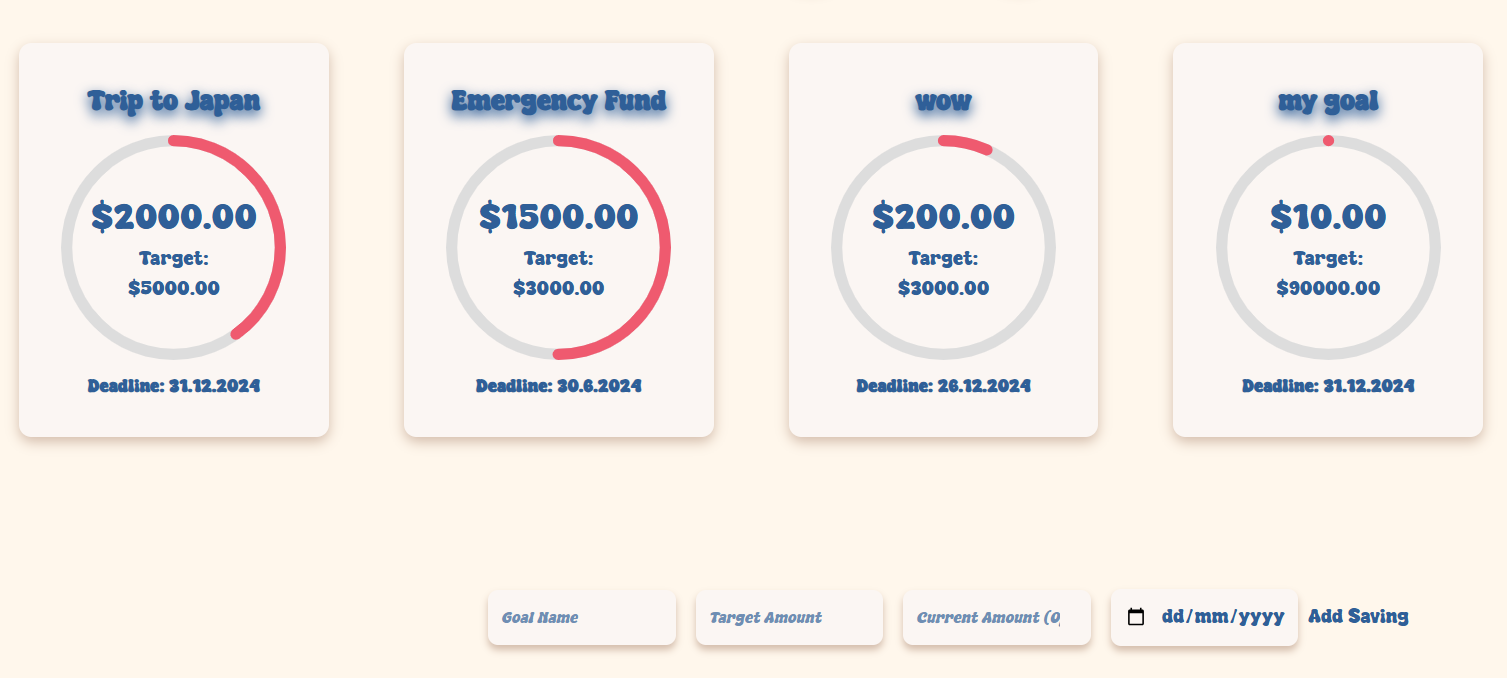 Trip to Japan
$2000.00
Target:
$5000.00
Deadline: 31.12.2024
Emergency Fund
$1500.00
Target:
$3000.00
Deadline: 30.6.2024
wow
$200.00
Target:
$3000.00
Deadline: 26.12.2024
my goal
$10.00
Target:
$90000.00
Deadline: 31.12.2024
Goal Name
Target Amount
Current Amount (O
dd/mm/yyyy
Add Saving